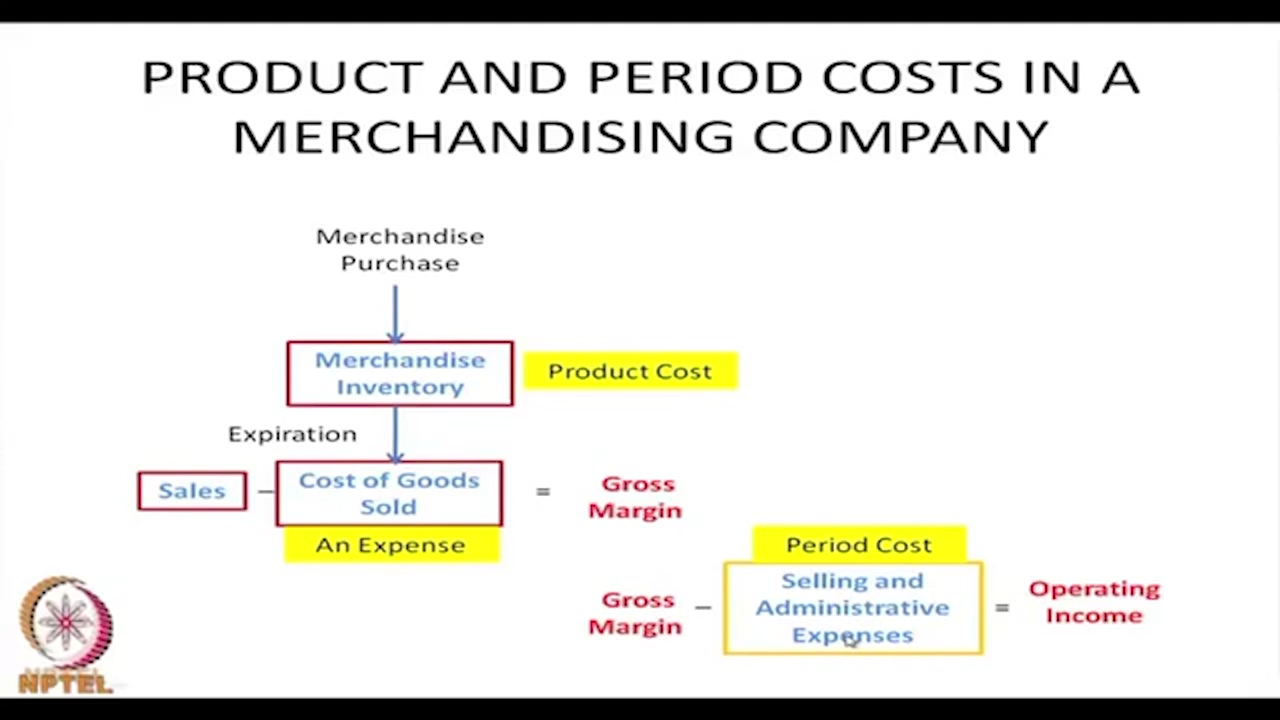 PRODUCT AND PERIOD COSTS IN A
MERCHANDISING COMPANY
Merchandise
Purchase
Merchandise
Inventory
Product Cost
Expiration
Sales
–
Cost of Goods
Sold
=
Gross
Margin
An Expense
Period Cost
Gross
Margin
–
Selling and
Administrative
Expenses
=
Operating
Income
NPTEL